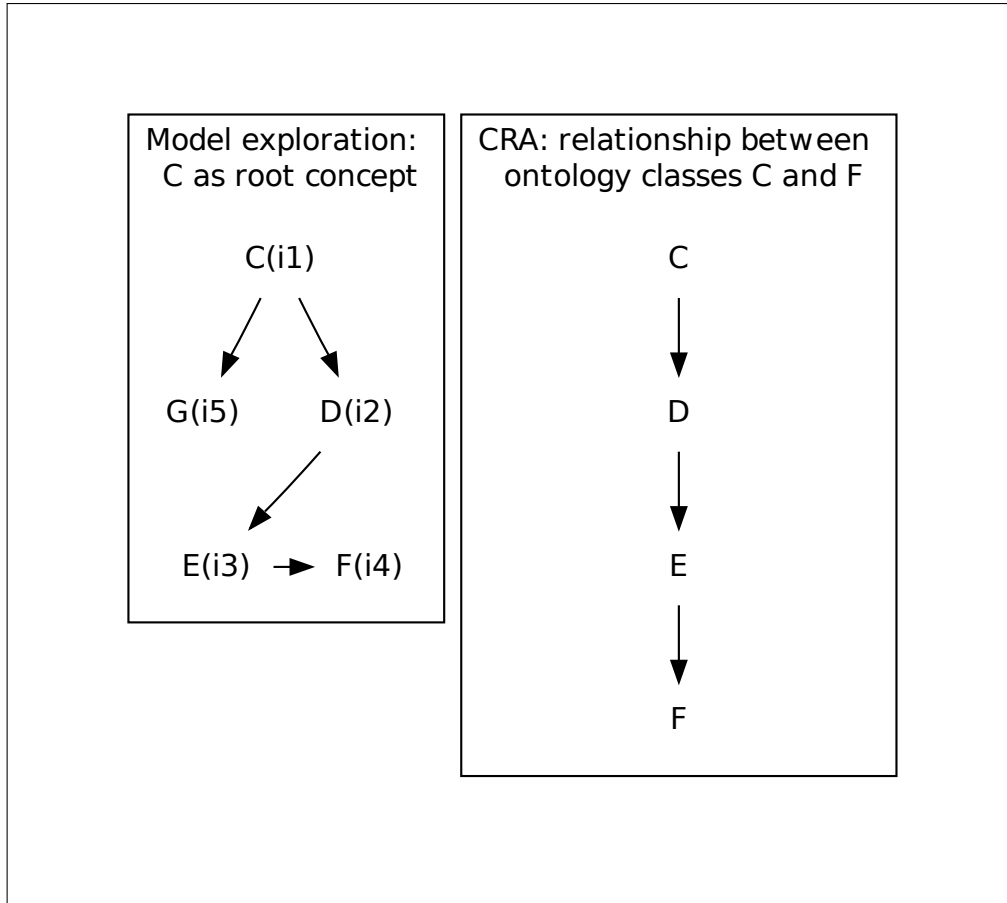 Model exploration:
C as root concept
C(i1)
G(i5) D(i2)
E(i3) F(i4)
CRA: relationship between
ontology classes C and F
C
D
E
F